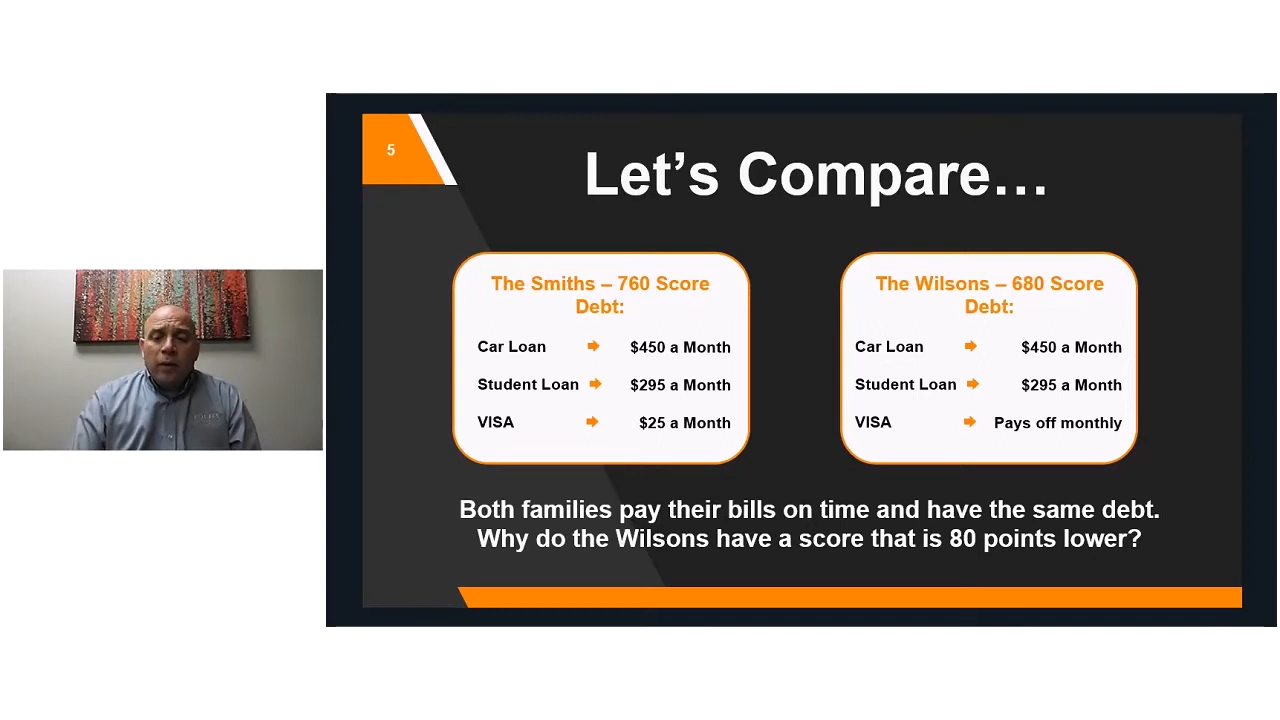 5
Let’s Compare…
The Smiths – 760 Score
Debt:
Car Loan $450 a Month
Student Loan $295 a Month
VISA $25 a Month
The Wilsons – 680 Score
Debt:
Car Loan $450 a Month
Student Loan $295 a Month
VISA Pays off monthly
Both families pay their bills on time and have the same debt.
Why do the Wilsons have a score that is 80 points lower?